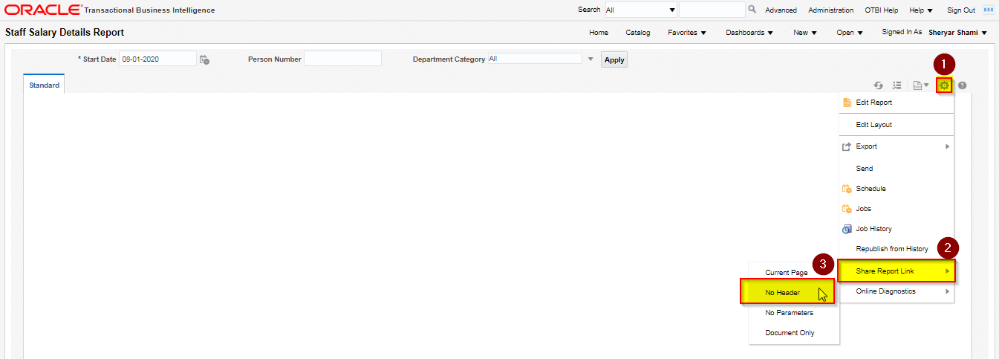 ORACLE® Transactional Business Intelligence
Search All Advanced Administration OTBI Help Help Sign Out
Staff Salary Details Report
Home Catalog Favorites Dashboards New Open Signed In As Sheryar Shami
* Start Date 08-01-2020 Person Number Department Category All Apply
1
Standard
Edit Report
Edit Layout
Export
Send
Schedule
Jobs
Job History
Republish from History
2
Share Report Link
Online Diagnostics
3
Current Page
No Header
No Parameters
Document Only